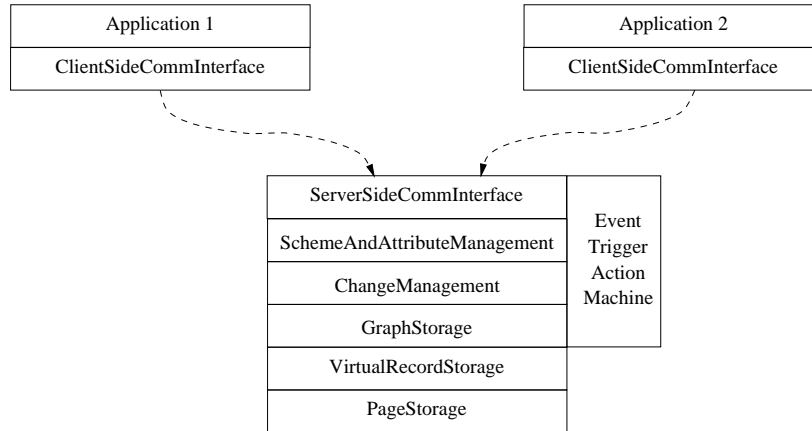 Application 1
ClientSideCommInterface
Application 2
ClientSideCommInterface
ServerSideCommInterface
SchemeAndAttributeManagement
ChangeManagement
GraphStorage
VirtualRecordStorage
PageStorage
Event
Trigger
Action
Machine